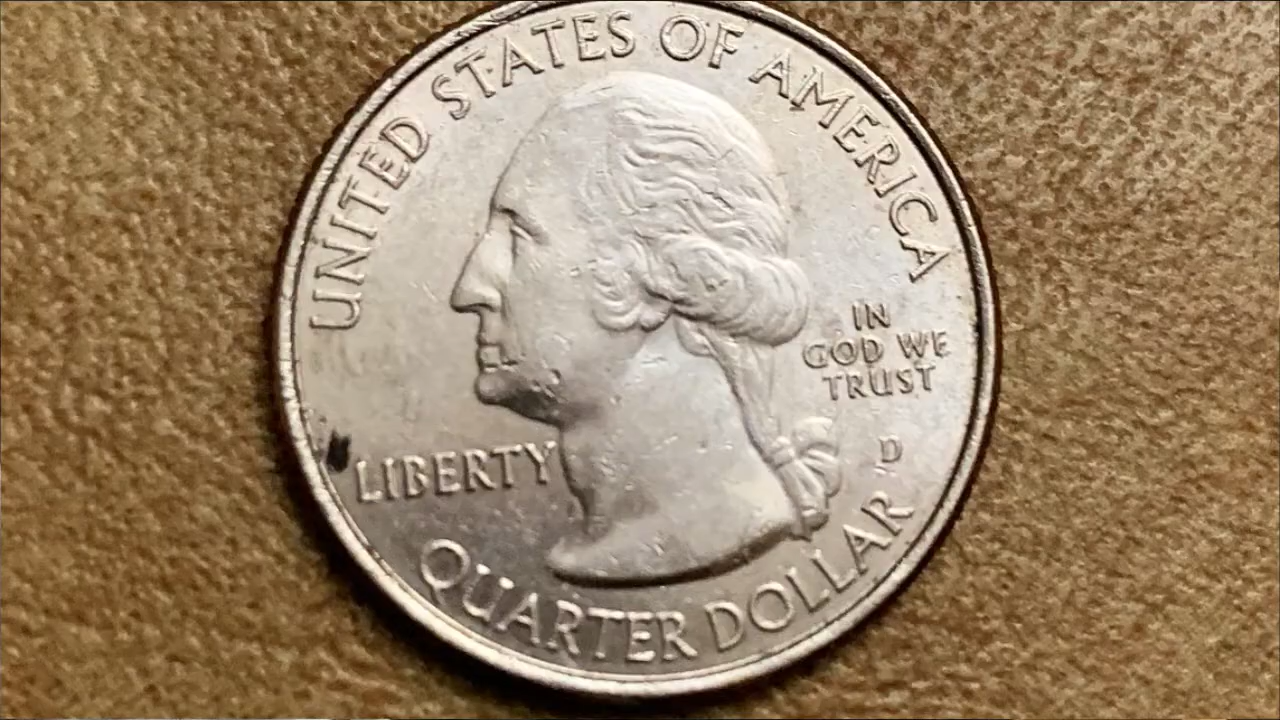 UNITED STATES OF AMERICA
IN
GOD WE
TRUST
D
LIBERTY
QUARTER DOLLAR